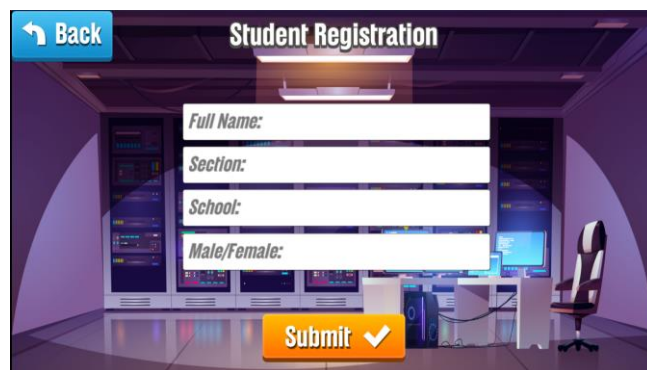 Back
Student Registration
Full Name:
Section:
School:
Male/Female:
Submit